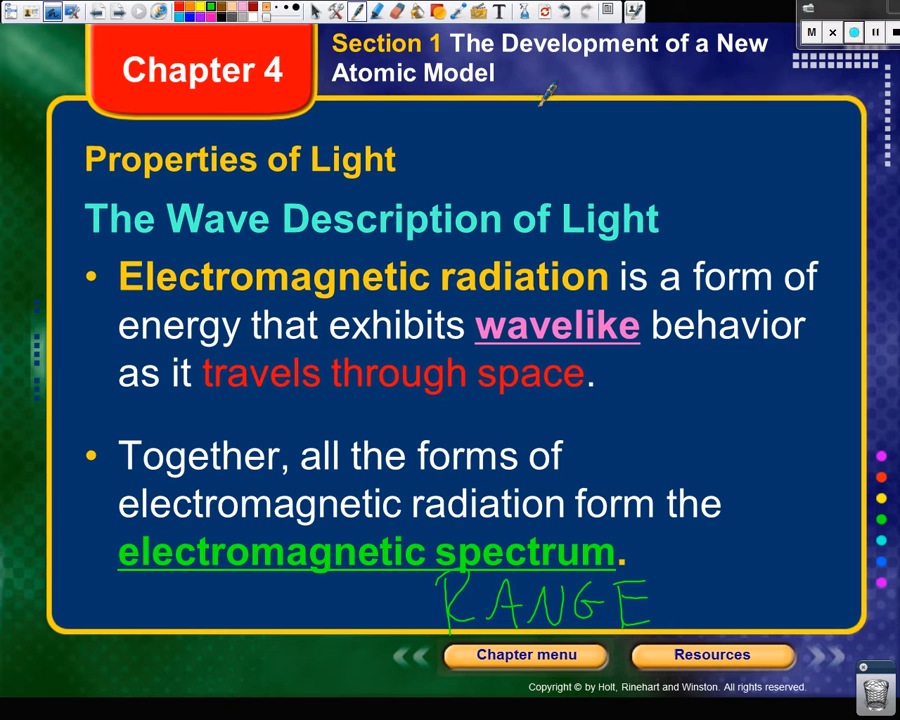 M
Section 1 The Development of a New
Atomic Model
Chapter 4
Properties of Light
The Wave Description of Light
• Electromagnetic radiation is a form of
energy that exhibits wavelike behavior
as it travels through space.
• Together, all the forms of
electromagnetic radiation form the
electromagnetic spectrum.
RANGE
Chapter menu
Resources
Copyright © by Holt, Rinehart and Winston. All rights reserved.